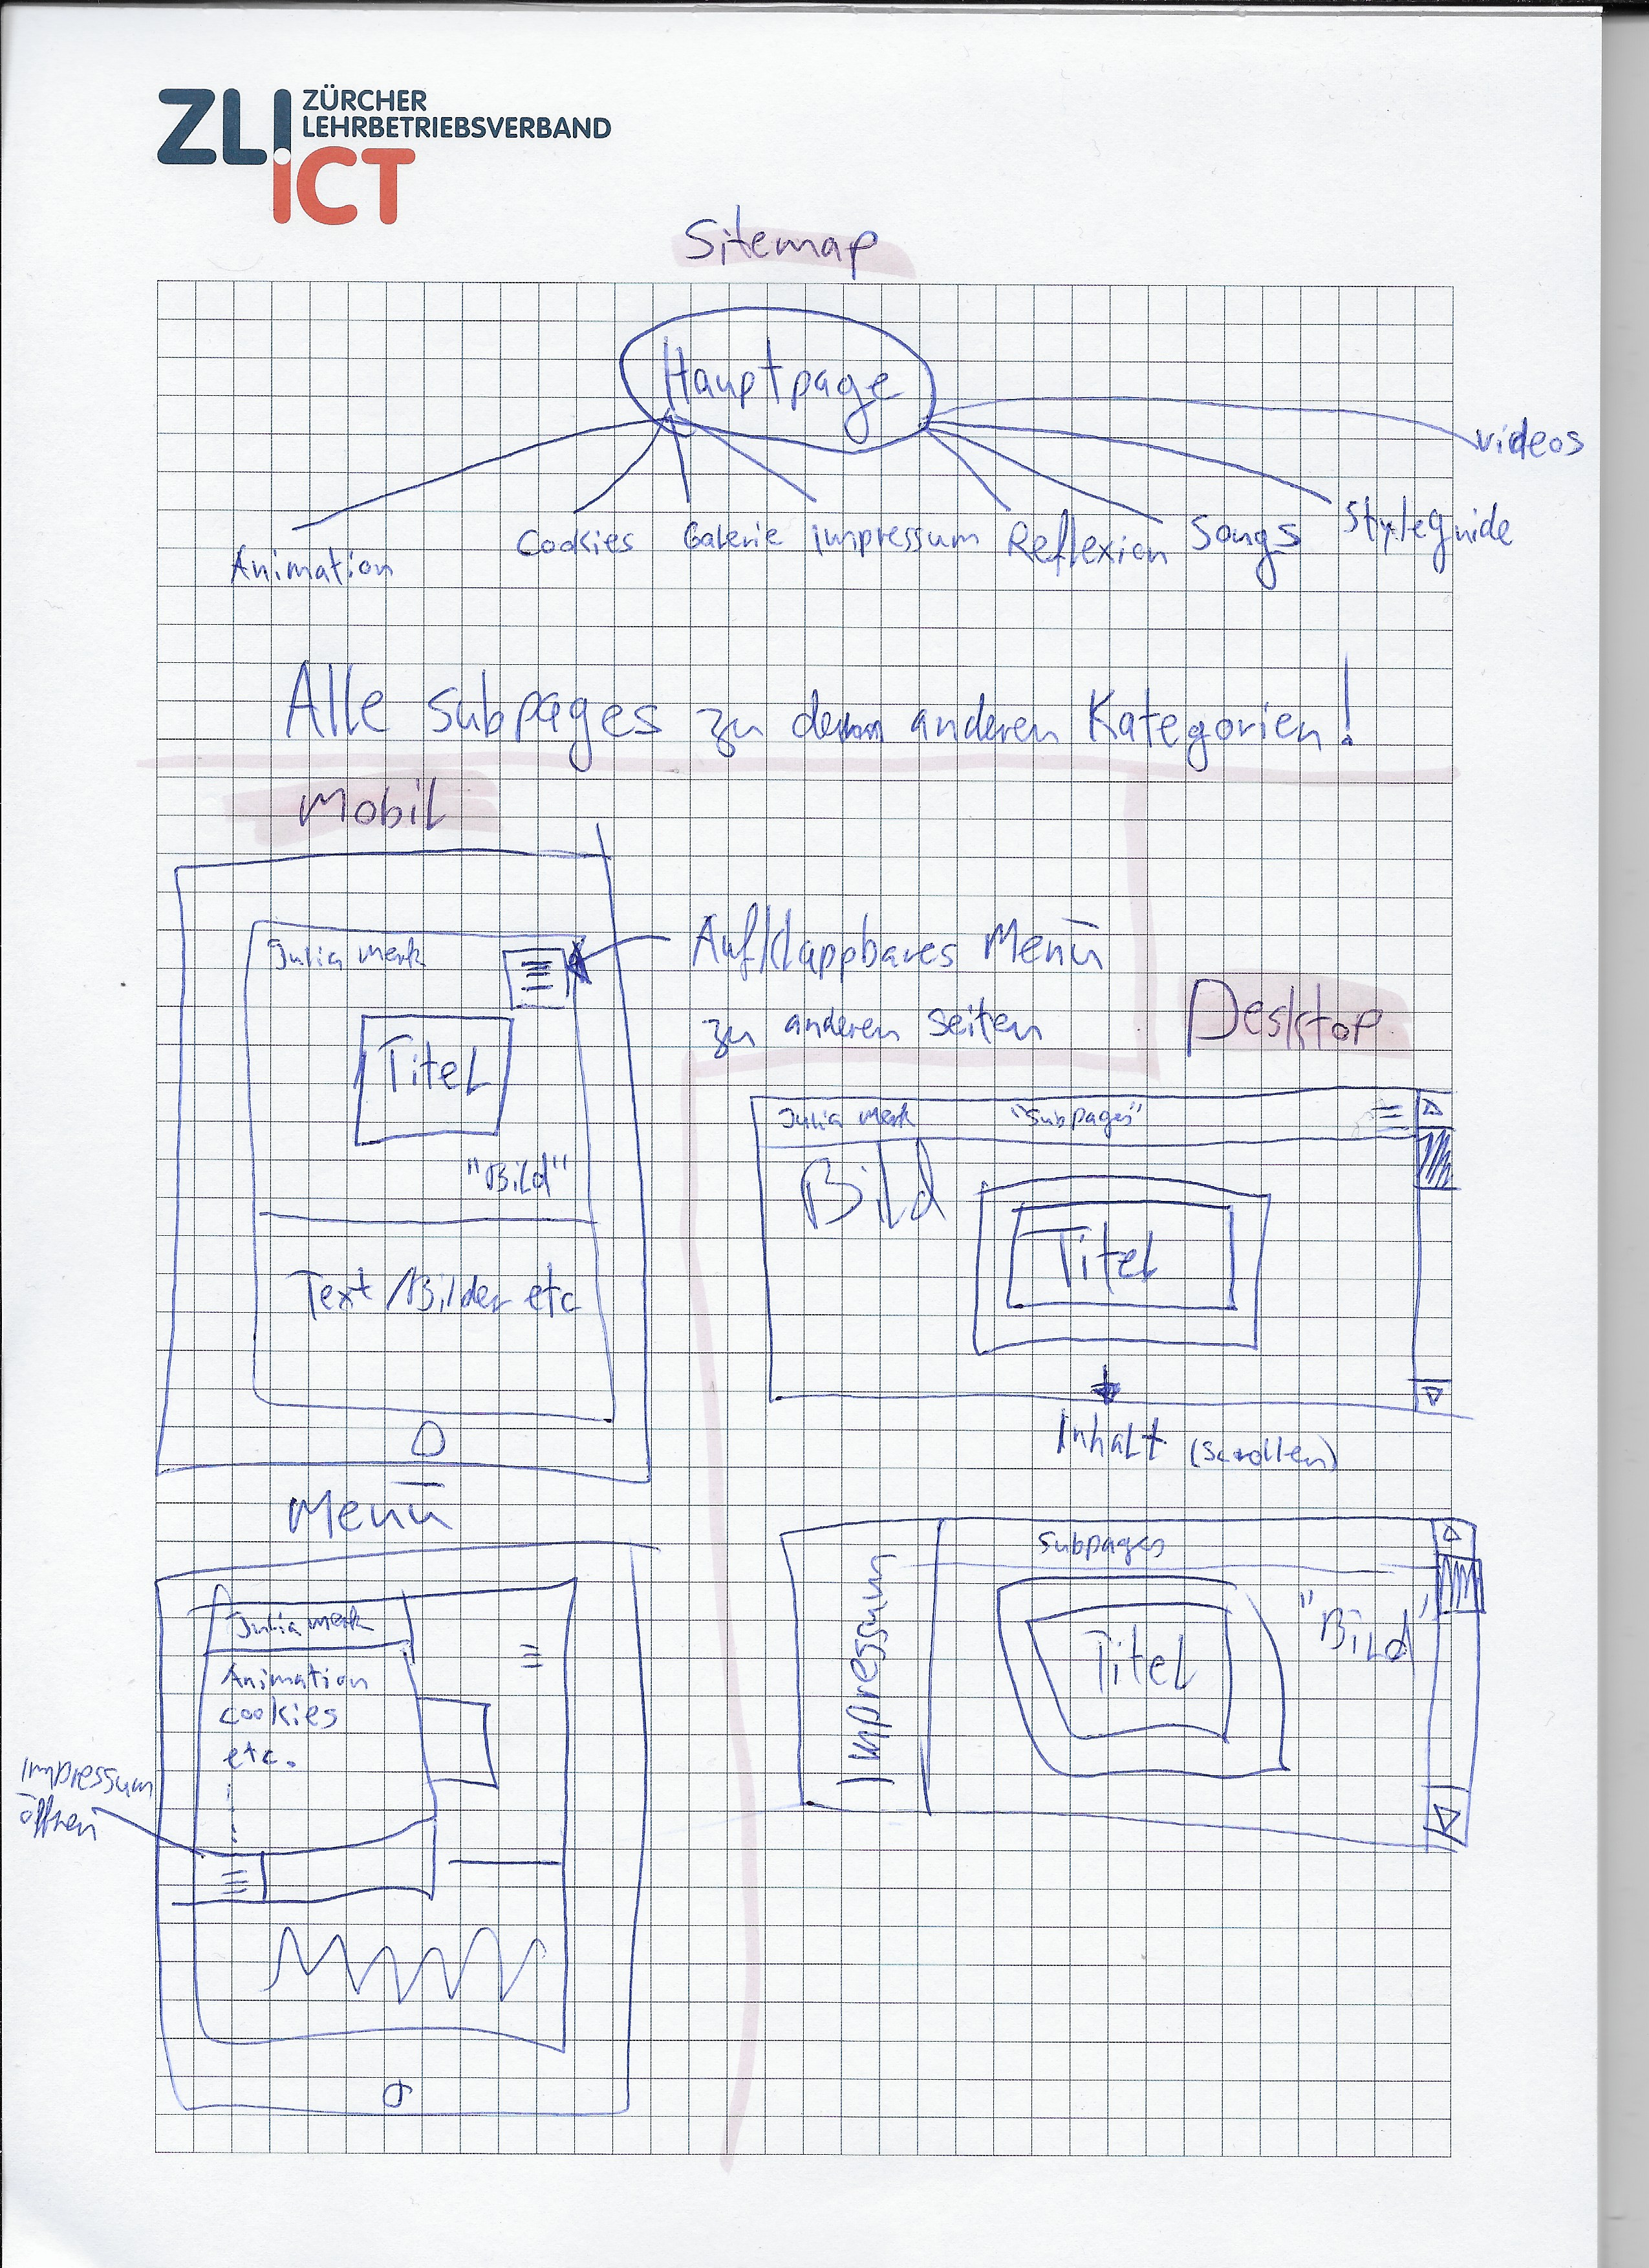 ZLI ZÜRCHER
LEHRBETRIEBSVERBAND
ICT
Sitemap
Hauptpage
Videos
Animation
Cookies
Galerie
Impressum
Reflexion
Songs
Styleguide
Alle subpages zu den anderen Kategorien!
Mobil
Julia Merk
Titel
"Bild"
Text / Bilder etc
Aufklappbares Menü
zu anderen Seiten
Desktop
Julia Merk "Subpages"
Bild
Titel
Inhalt (scrollen)
Menü
Julia Merk
Animation
cookies
etc.
Impressum
öffnen
Impressum
Subpages
Titel
"Bild"